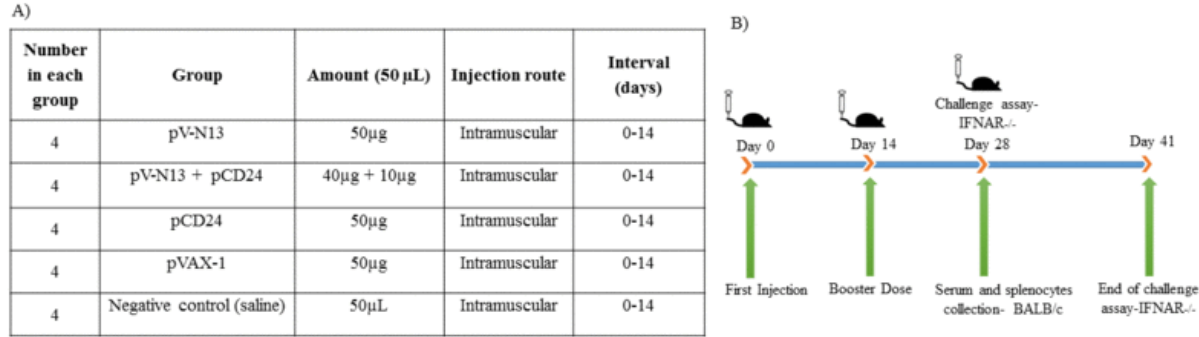 A)
Number in each group Group Amount (50 µL) Injection route Interval (days)
4 pV-N13 50µg Intramuscular 0-14
4 pV-N13 + pCD24 40µg + 10µg Intramuscular 0-14
4 pCD24 50µg Intramuscular 0-14
4 pVAX-1 50µg Intramuscular 0-14
4 Negative control (saline) 50µL Intramuscular 0-14
B)
Challenge assay-
IFNAR-/-
Day 0 Day 14 Day 28 Day 41
First Injection Booster Dose Serum and splenocytes collection- BALB/c End of challenge assay-IFNAR-/-